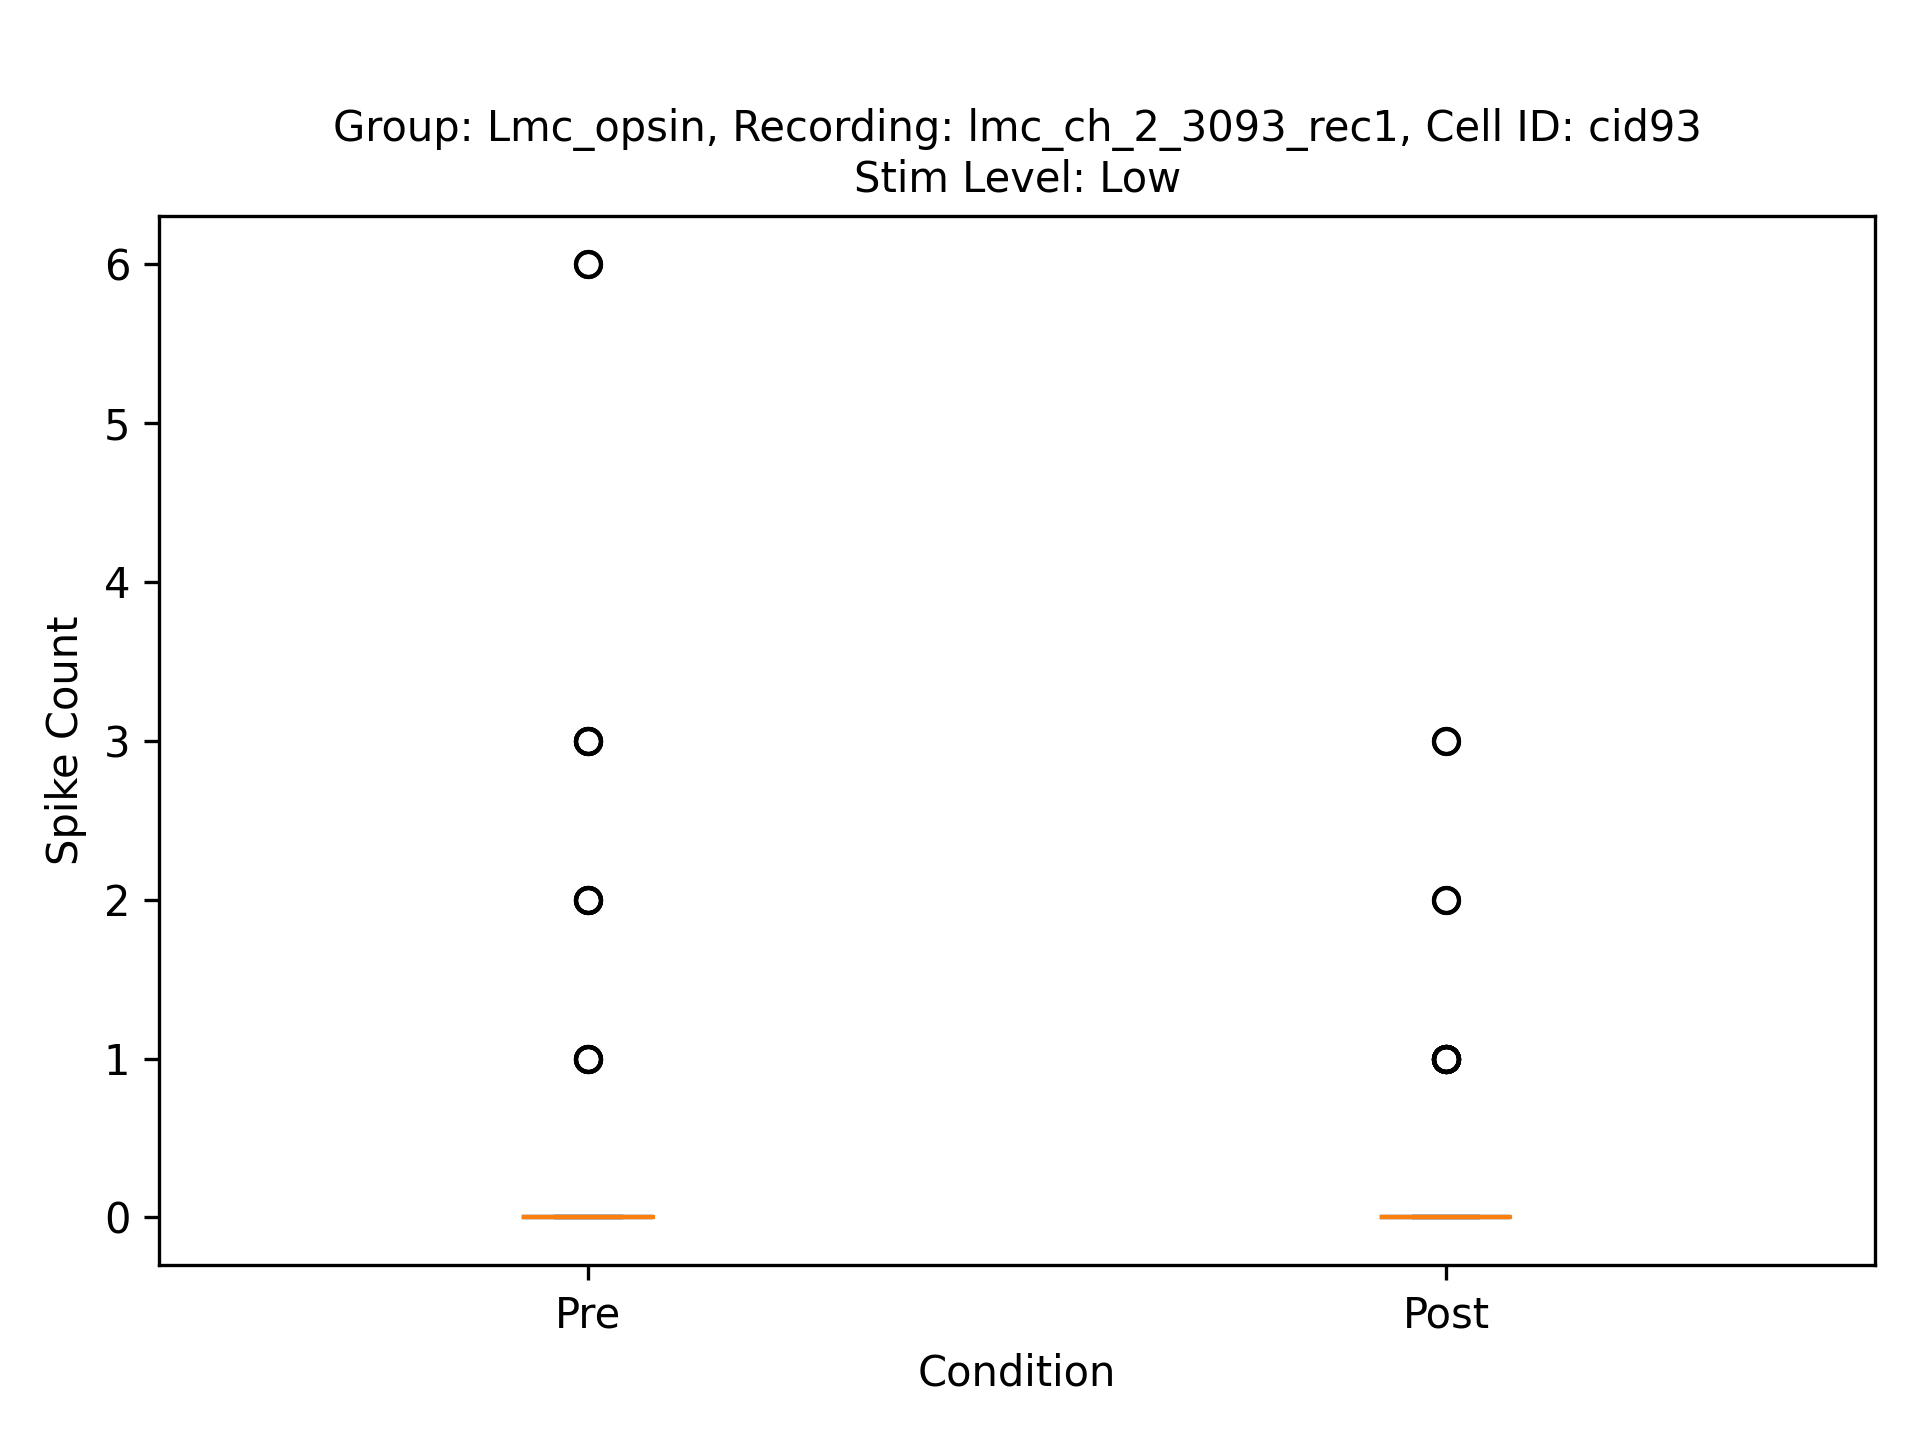 Group: Lmc_opsin, Recording: lmc_ch_2_3093_rec1, Cell ID: cid93
Stim Level: Low
6
5
4
3
2
1
0
Spike Count
Pre
Post
Condition